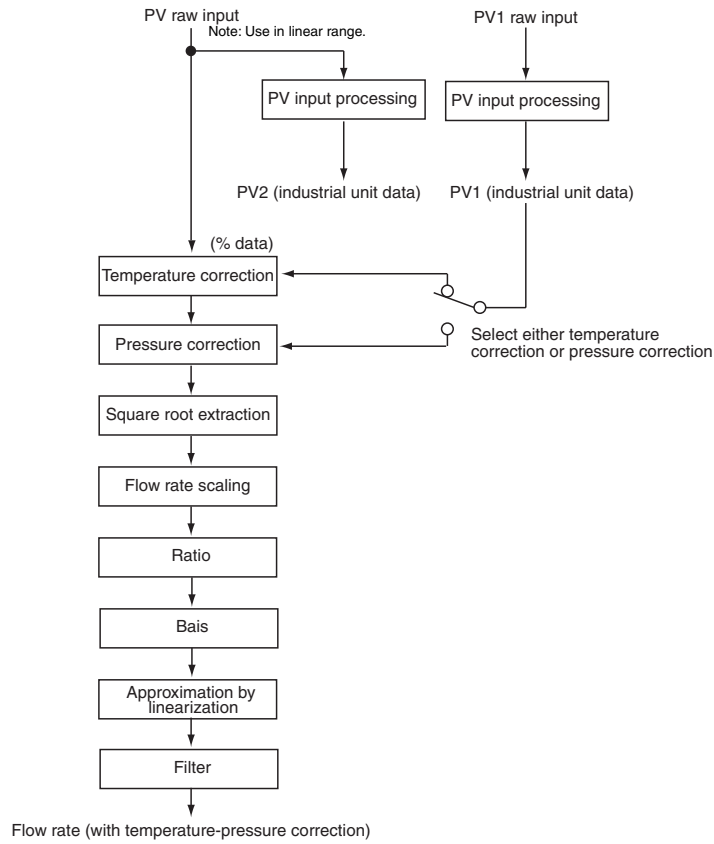 PV raw input
Note: Use in linear range.
PV1 raw input
PV input processing
PV input processing
PV2 (industrial unit data)
PV1 (industrial unit data)
(% data)
Temperature correction
Pressure correction
Select either temperature
correction or pressure correction
Square root extraction
Flow rate scaling
Ratio
Bais
Approximation by
linearization
Filter
Flow rate (with temperature-pressure correction)